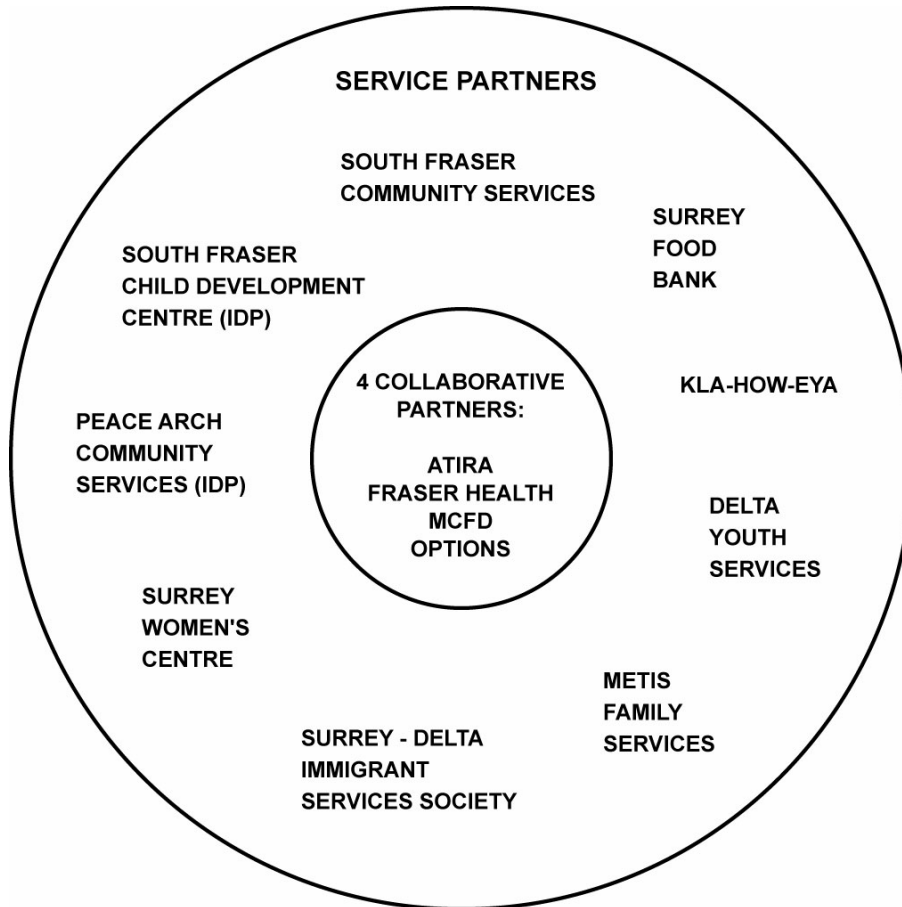 SERVICE PARTNERS
SOUTH FRASER
COMMUNITY SERVICES
SURREY
FOOD
BANK
SOUTH FRASER
CHILD DEVELOPMENT
CENTRE (IDP)
4 COLLABORATIVE
PARTNERS:
ATIRA
FRASER HEALTH
MCFD
OPTIONS
KLA-HOW-EYA
PEACE ARCH
COMMUNITY
SERVICES (IDP)
DELTA
YOUTH
SERVICES
SURREY
WOMEN'S
CENTRE
METIS
FAMILY
SERVICES
SURREY - DELTA
IMMIGRANT
SERVICES SOCIETY